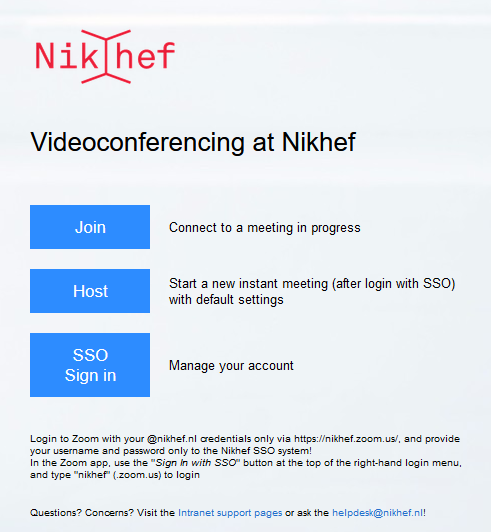 Nikhef
Videoconferencing at Nikhef
Join
Connect to a meeting in progress
Host
Start a new instant meeting (after login with SSO)
with default settings
SSO
Sign in
Manage your account
Login to Zoom with your @nikhef.nl credentials only via https://nikhef.zoom.us/, and provide
your username and password only to the Nikhef SSO system!
In the Zoom app, use the "Sign In with SSO" button at the top of the right-hand login menu,
and type "nikhef" (.zoom.us) to login
Questions? Concerns? Visit the Intranet support pages or ask the helpdesk@nikhef.nl!